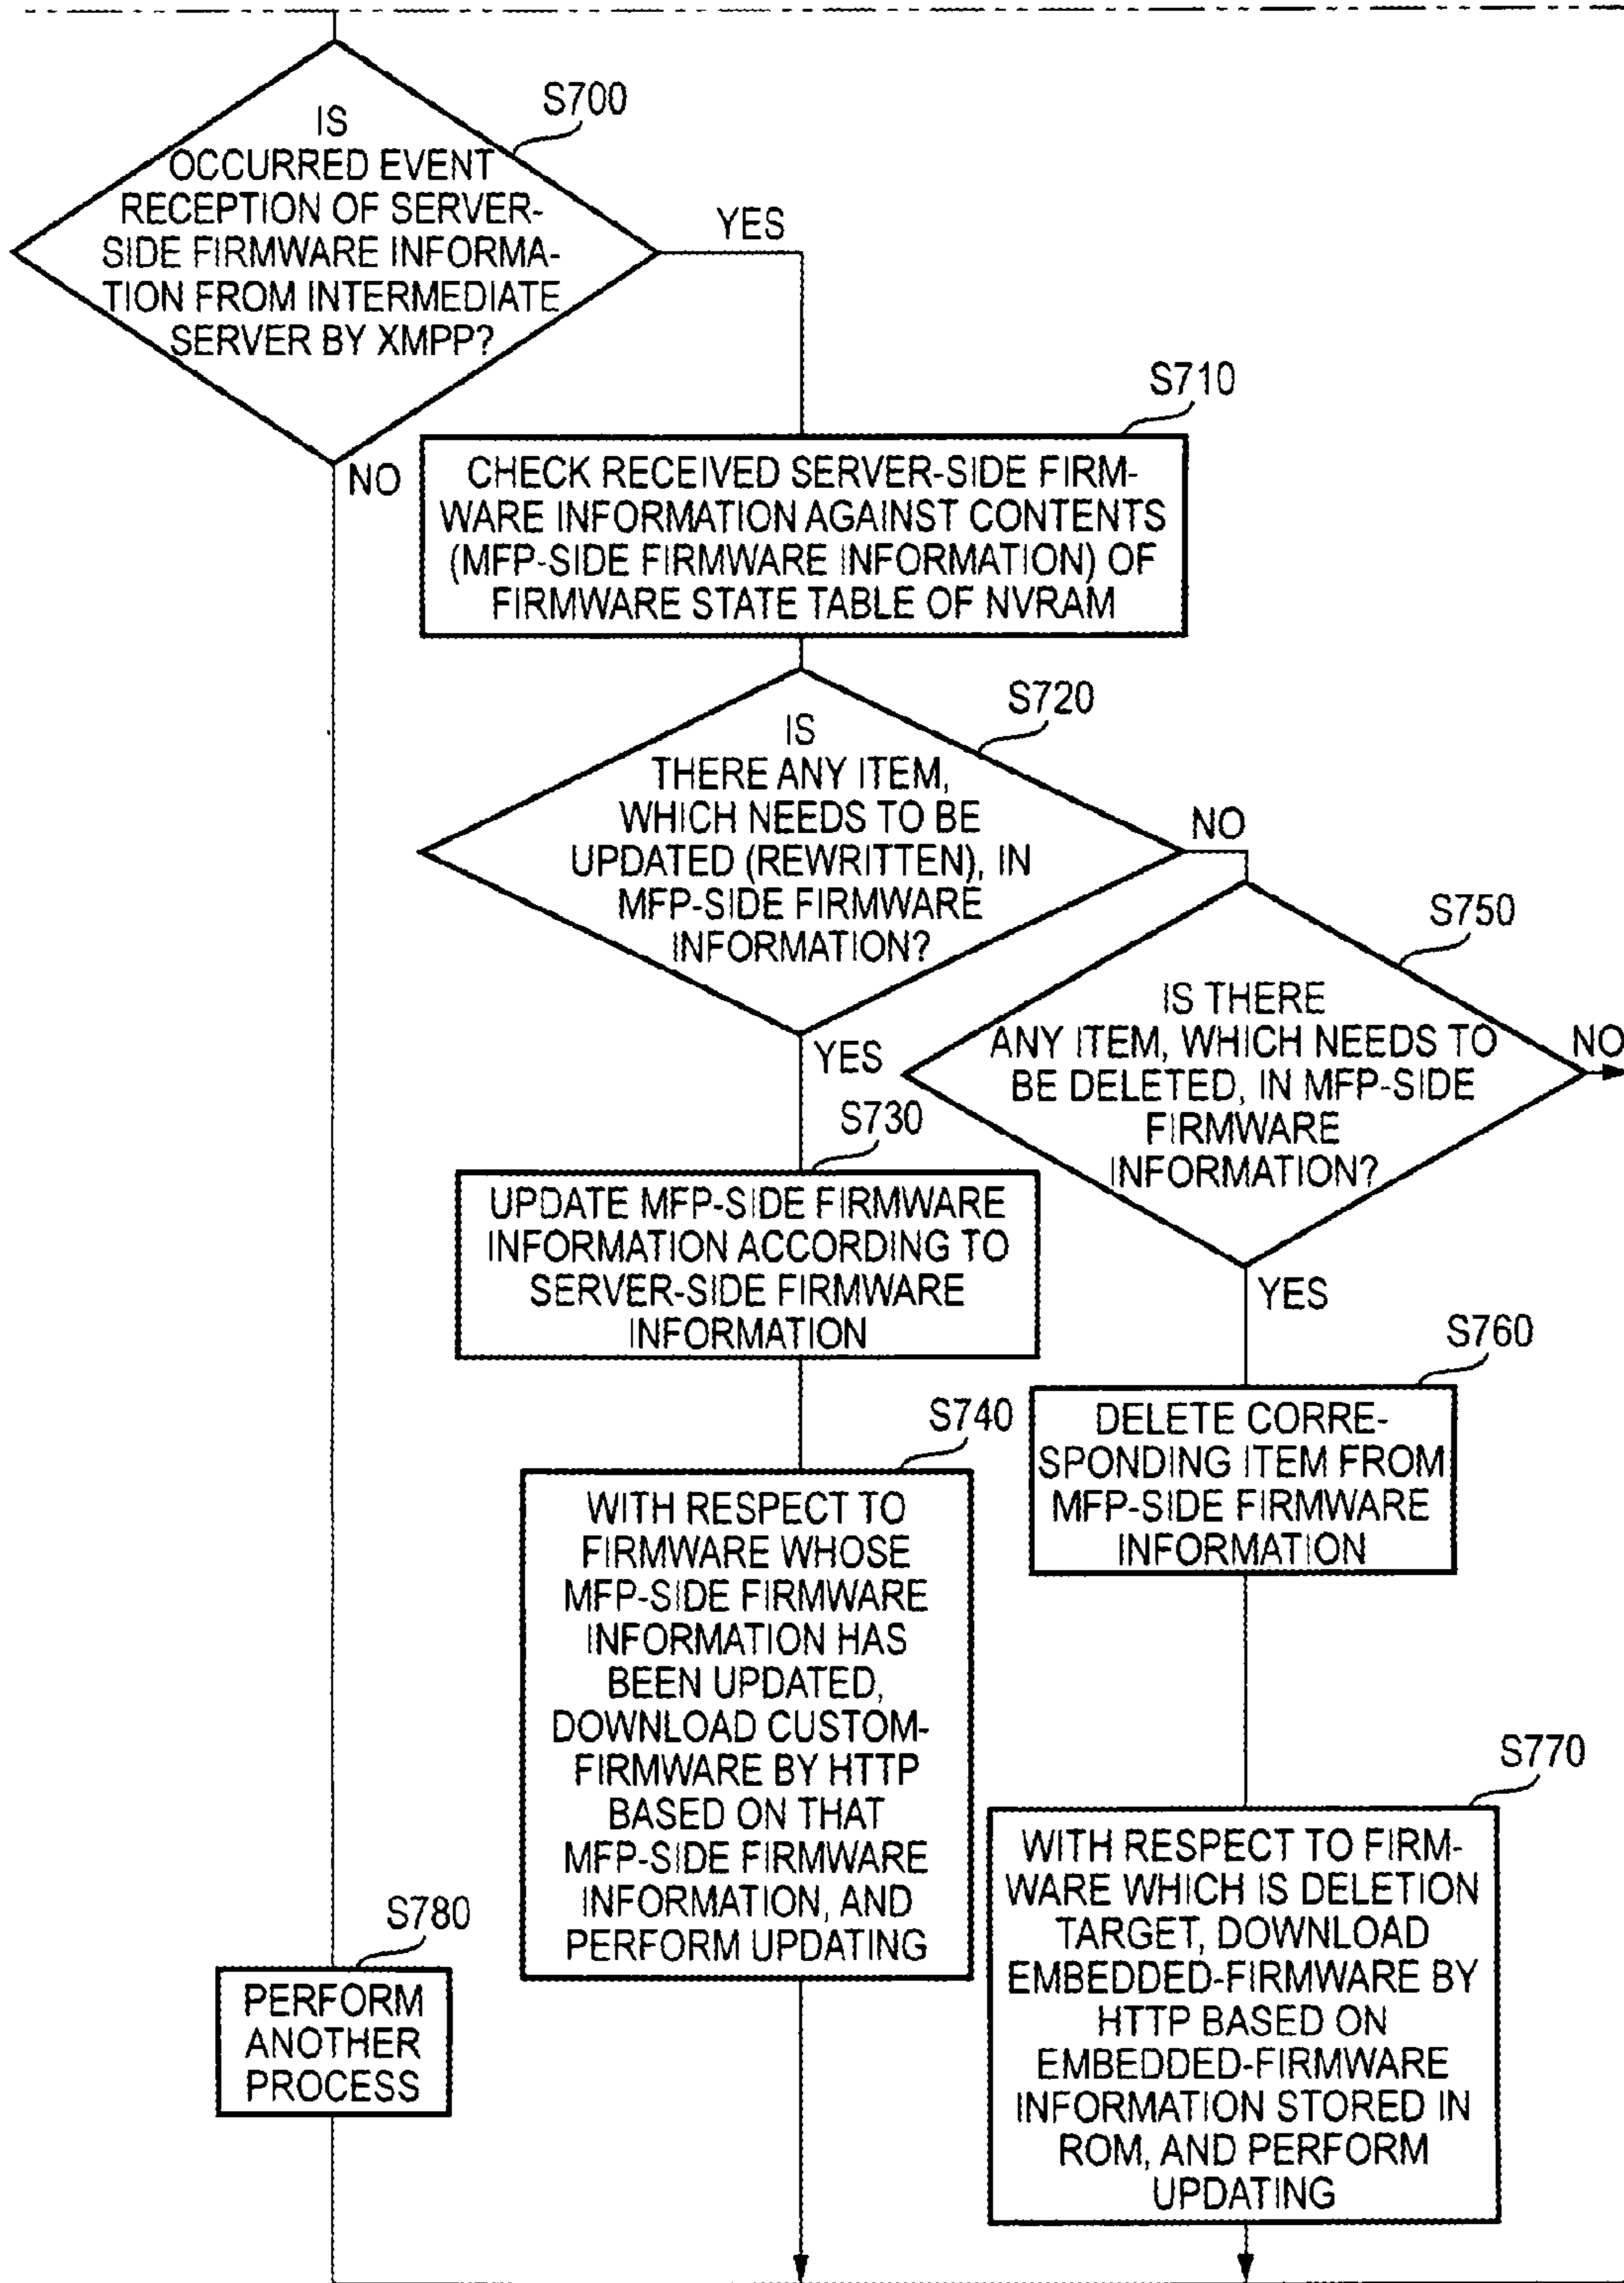 S700
IS
OCCURRED EVENT
RECEPTION OF SERVER-
SIDE FIRMWARE INFORMA-
TION FROM INTERMEDIATE
SERVER BY XMPP?
YES
NO
S710
CHECK RECEIVED SERVER-SIDE FIRM-
WARE INFORMATION AGAINST CONTENTS
(MFP-SIDE FIRMWARE INFORMATION) OF
FIRMWARE STATE TABLE OF NVRAM
S720
IS
THERE ANY ITEM,
WHICH NEEDS TO BE
UPDATED (REWRITTEN), IN
MFP-SIDE FIRMWARE
INFORMATION?
NO
YES
S750
IS THERE
ANY ITEM, WHICH NEEDS TO
BE DELETED, IN MFP-SIDE
FIRMWARE
INFORMATION?
NO
YES
S730
UPDATE MFP-SIDE FIRMWARE
INFORMATION ACCORDING TO
SERVER-SIDE FIRMWARE
INFORMATION
S760
DELETE CORRE-
SPONDING ITEM FROM
MFP-SIDE FIRMWARE
INFORMATION
S740
WITH RESPECT TO
FIRMWARE WHOSE
MFP-SIDE FIRMWARE
INFORMATION HAS
BEEN UPDATED,
DOWNLOAD CUSTOM-
FIRMWARE BY HTTP
BASED ON THAT
MFP-SIDE FIRMWARE
INFORMATION, AND
PERFORM UPDATING
S770
WITH RESPECT TO FIRM-
WARE WHICH IS DELETION
TARGET, DOWNLOAD
EMBEDDED-FIRMWARE BY
HTTP BASED ON
EMBEDDED-FIRMWARE
INFORMATION STORED IN
ROM, AND PERFORM
UPDATING
S780
PERFORM
ANOTHER
PROCESS